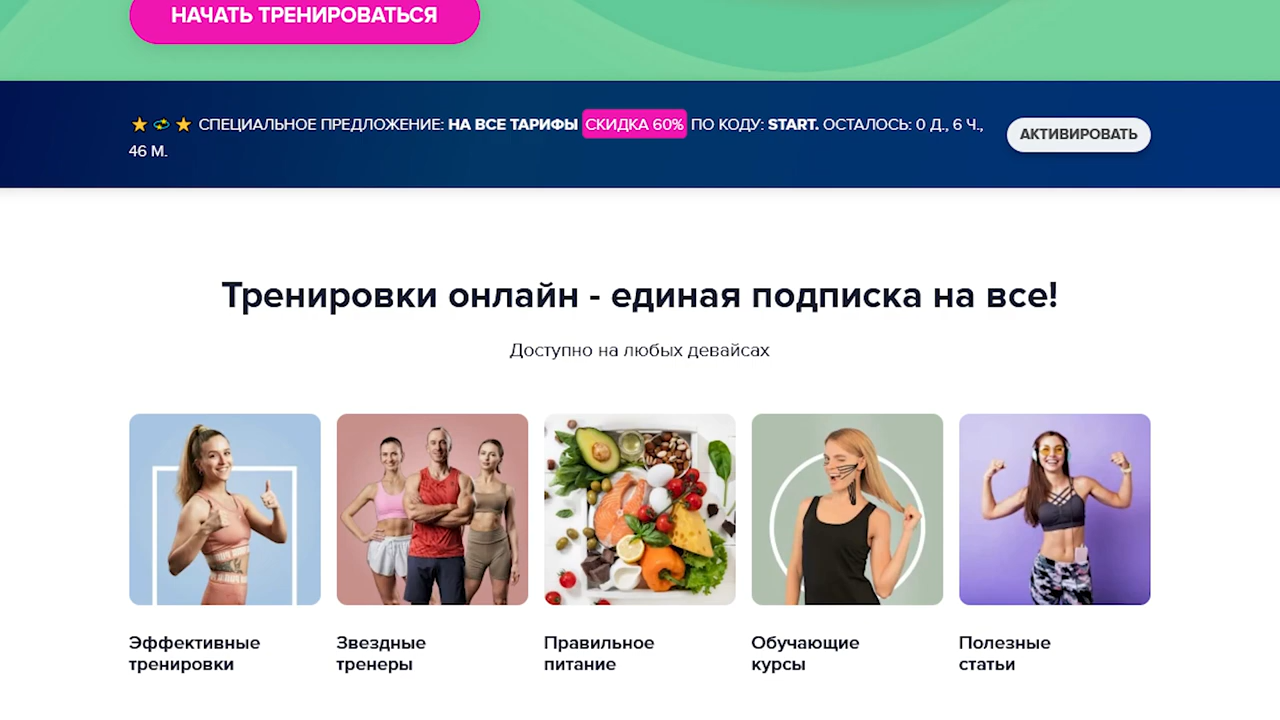 НАЧАТЬ ТРЕНИРОВАТЬСЯ
СПЕЦИАЛЬНОЕ ПРЕДЛОЖЕНИЕ: НА ВСЕ ТАРИФЫ СКИДКА 60% ПО КОДУ: START. ОСТАЛОСЬ: 0 Д., 6 Ч.,
46 М.
АКТИВИРОВАТЬ
Тренировки онлайн - единая подписка на все!
Доступно на любых девайсах
Эффективные
тренировки
Звездные
тренеры
Правильное
питание
Обучающие
курсы
Полезные
статьи